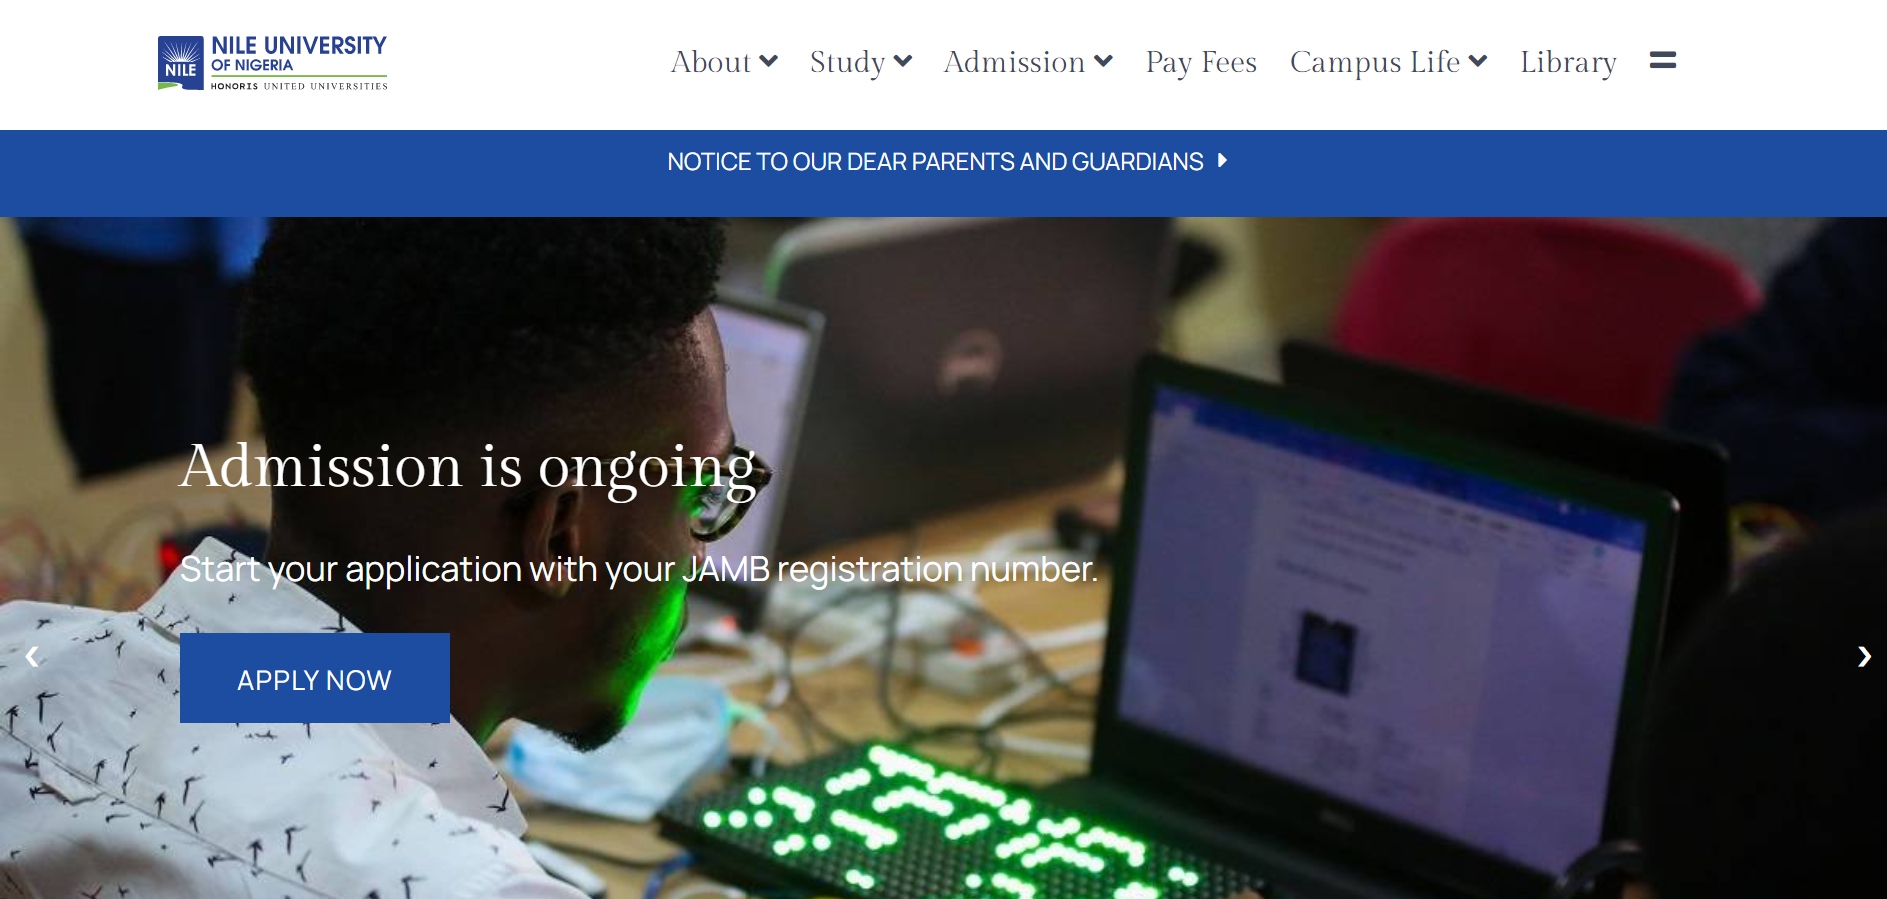 NILE
NILE UNIVERSITY
OF NIGERIA
HONORIS UNITED UNIVERSITIES
About
Study
Admission
Pay Fees
Campus Life
Library
NOTICE TO OUR DEAR PARENTS AND GUARDIANS
Admission is ongoing
Start your application with your JAMB registration number.
APPLY NOW